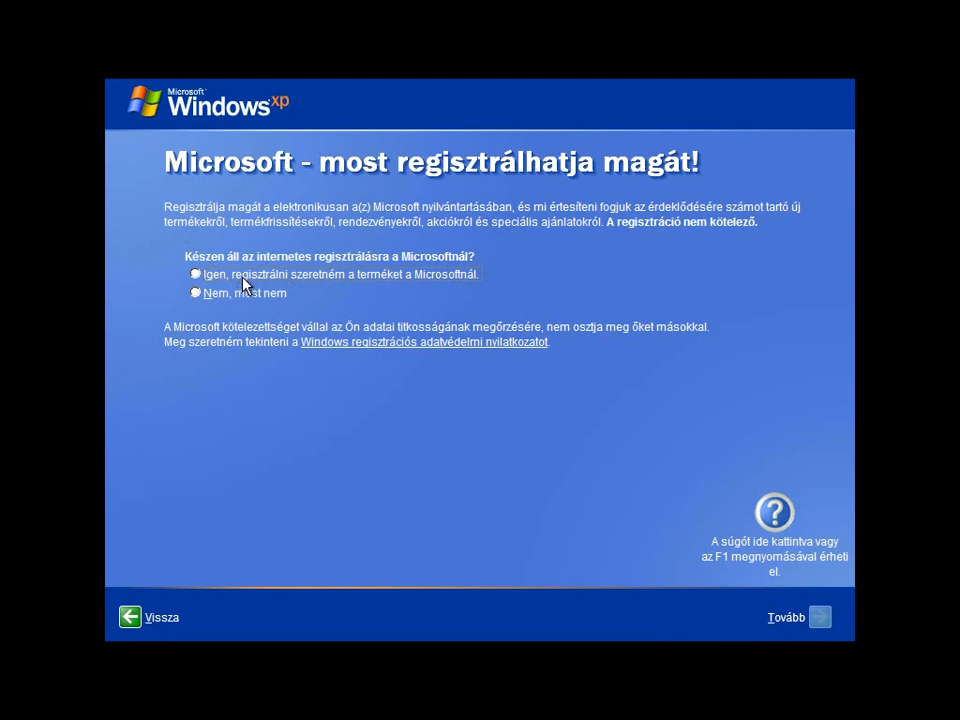 Microsoft
Windows xp
Microsoft - most regisztrálhatja magát!
Regisztrálja magát a elektronikusan a(z) Microsoft nyilvántartásában, és mi értesíteni fogjuk az érdeklődésére számot tartó új
termékekről, termékfrissítésekről, rendezvényekről, akciókról és speciális ajánlatokról. A regisztráció nem kötelező.
Készen áll az internetes regisztrálásra a Microsoftnál?
Igen, regisztrálni szeretném a terméket a Microsoftnál.
Nem, most nem
A Microsoft kötelezettséget vállal az Ön adatai titkosságának megőrzésére, nem osztja meg őket másokkal.
Meg szeretném tekinteni a Windows regisztrációs adatvédelmi nyilatkozatot.
A súgót ide kattintva vagy
az F1 megnyomásával érheti
el.
Vissza
Tovább